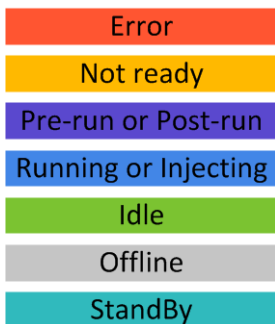 Error
Not ready
Pre-run or Post-run
Running or Injecting
Idle
Offline
StandBy